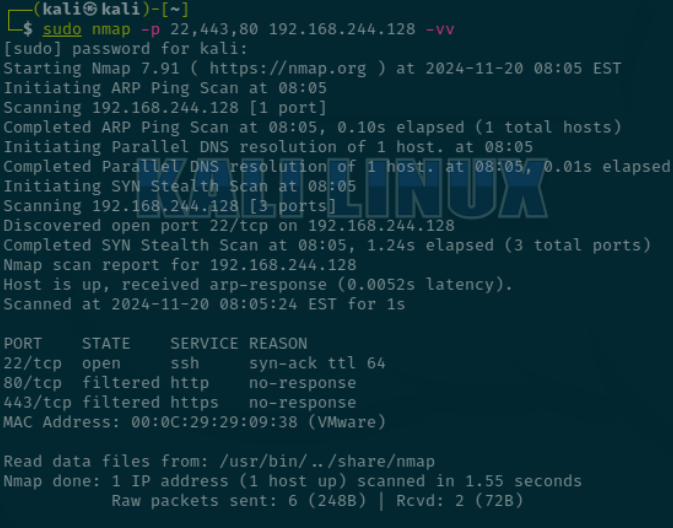 ┌──(kali㉿kali)-[~]
└─$ sudo nmap -p 22,443,80 192.168.244.128 -vv
[sudo] password for kali:
Starting Nmap 7.91 ( https://nmap.org ) at 2024-11-20 08:05 EST
Initiating ARP Ping Scan at 08:05
Scanning 192.168.244.128 [1 port]
Completed ARP Ping Scan at 08:05, 0.10s elapsed (1 total hosts)
Initiating Parallel DNS resolution of 1 host. at 08:05
Completed Parallel DNS resolution of 1 host. at 08:05, 0.01s elapsed
Initiating SYN Stealth Scan at 08:05
Scanning 192.168.244.128 [3 ports]
KALI LINUX
Discovered open port 22/tcp on 192.168.244.128
Completed SYN Stealth Scan at 08:05, 1.24s elapsed (3 total ports)
Nmap scan report for 192.168.244.128
Host is up, received arp-response (0.0052s latency).
Scanned at 2024-11-20 08:05:24 EST for 1s
PORT    STATE    SERVICE REASON
22/tcp  open     ssh     syn-ack ttl 64
80/tcp  filtered http    no-response
443/tcp filtered https   no-response
MAC Address: 00:0C:29:29:09:38 (VMware)
Read data files from: /usr/bin/../share/nmap
Nmap done: 1 IP address (1 host up) scanned in 1.55 seconds
           Raw packets sent: 6 (248B) | Rcvd: 2 (72B)